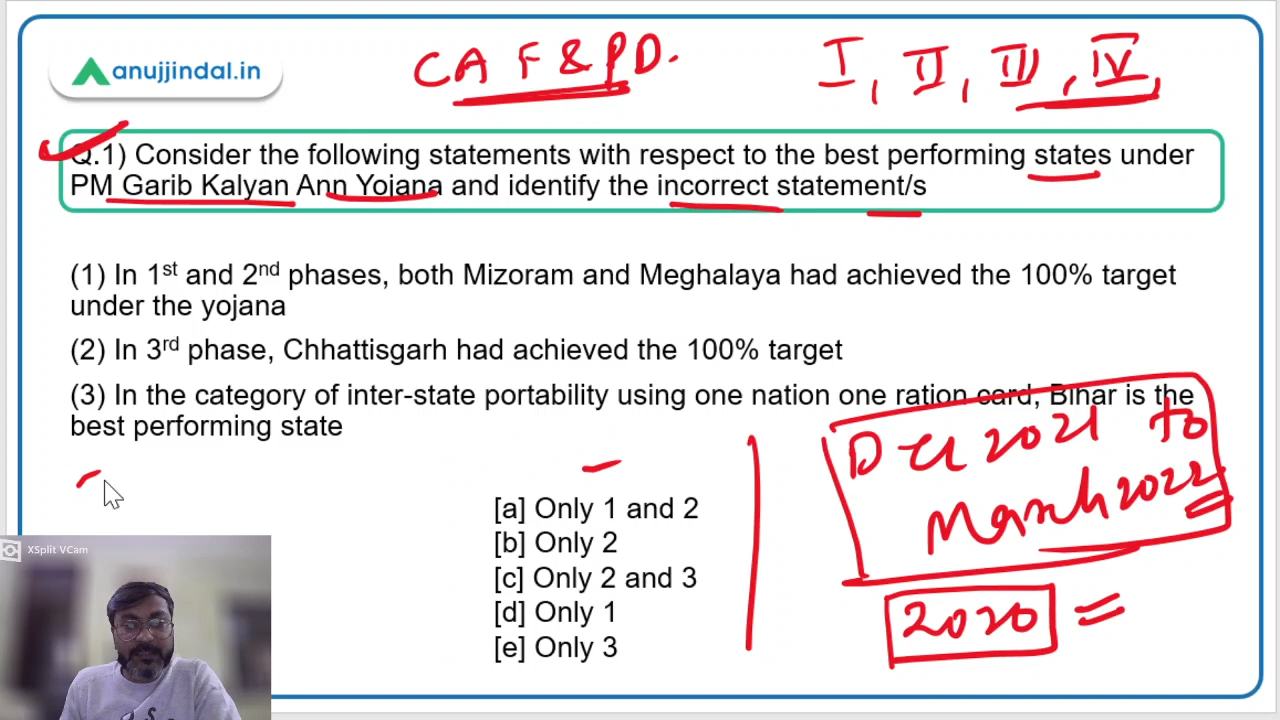 anujjindal.in
CA F & PD.
I, II, III, IV,
Q.1) Consider the following statements with respect to the best performing states under
PM Garib Kalyan Ann Yojana and identify the incorrect statement/s
(1) In 1st and 2nd phases, both Mizoram and Meghalaya had achieved the 100% target
under the yojana
(2) In 3rd phase, Chhattisgarh had achieved the 100% target
(3) In the category of inter-state portability using one nation one ration card, Bihar is the
best performing state
Dec 2021 to
March 2022
[a] Only 1 and 2
[b] Only 2
[c] Only 2 and 3
[d] Only 1
[e] Only 3
2020 =
XSplit VCam